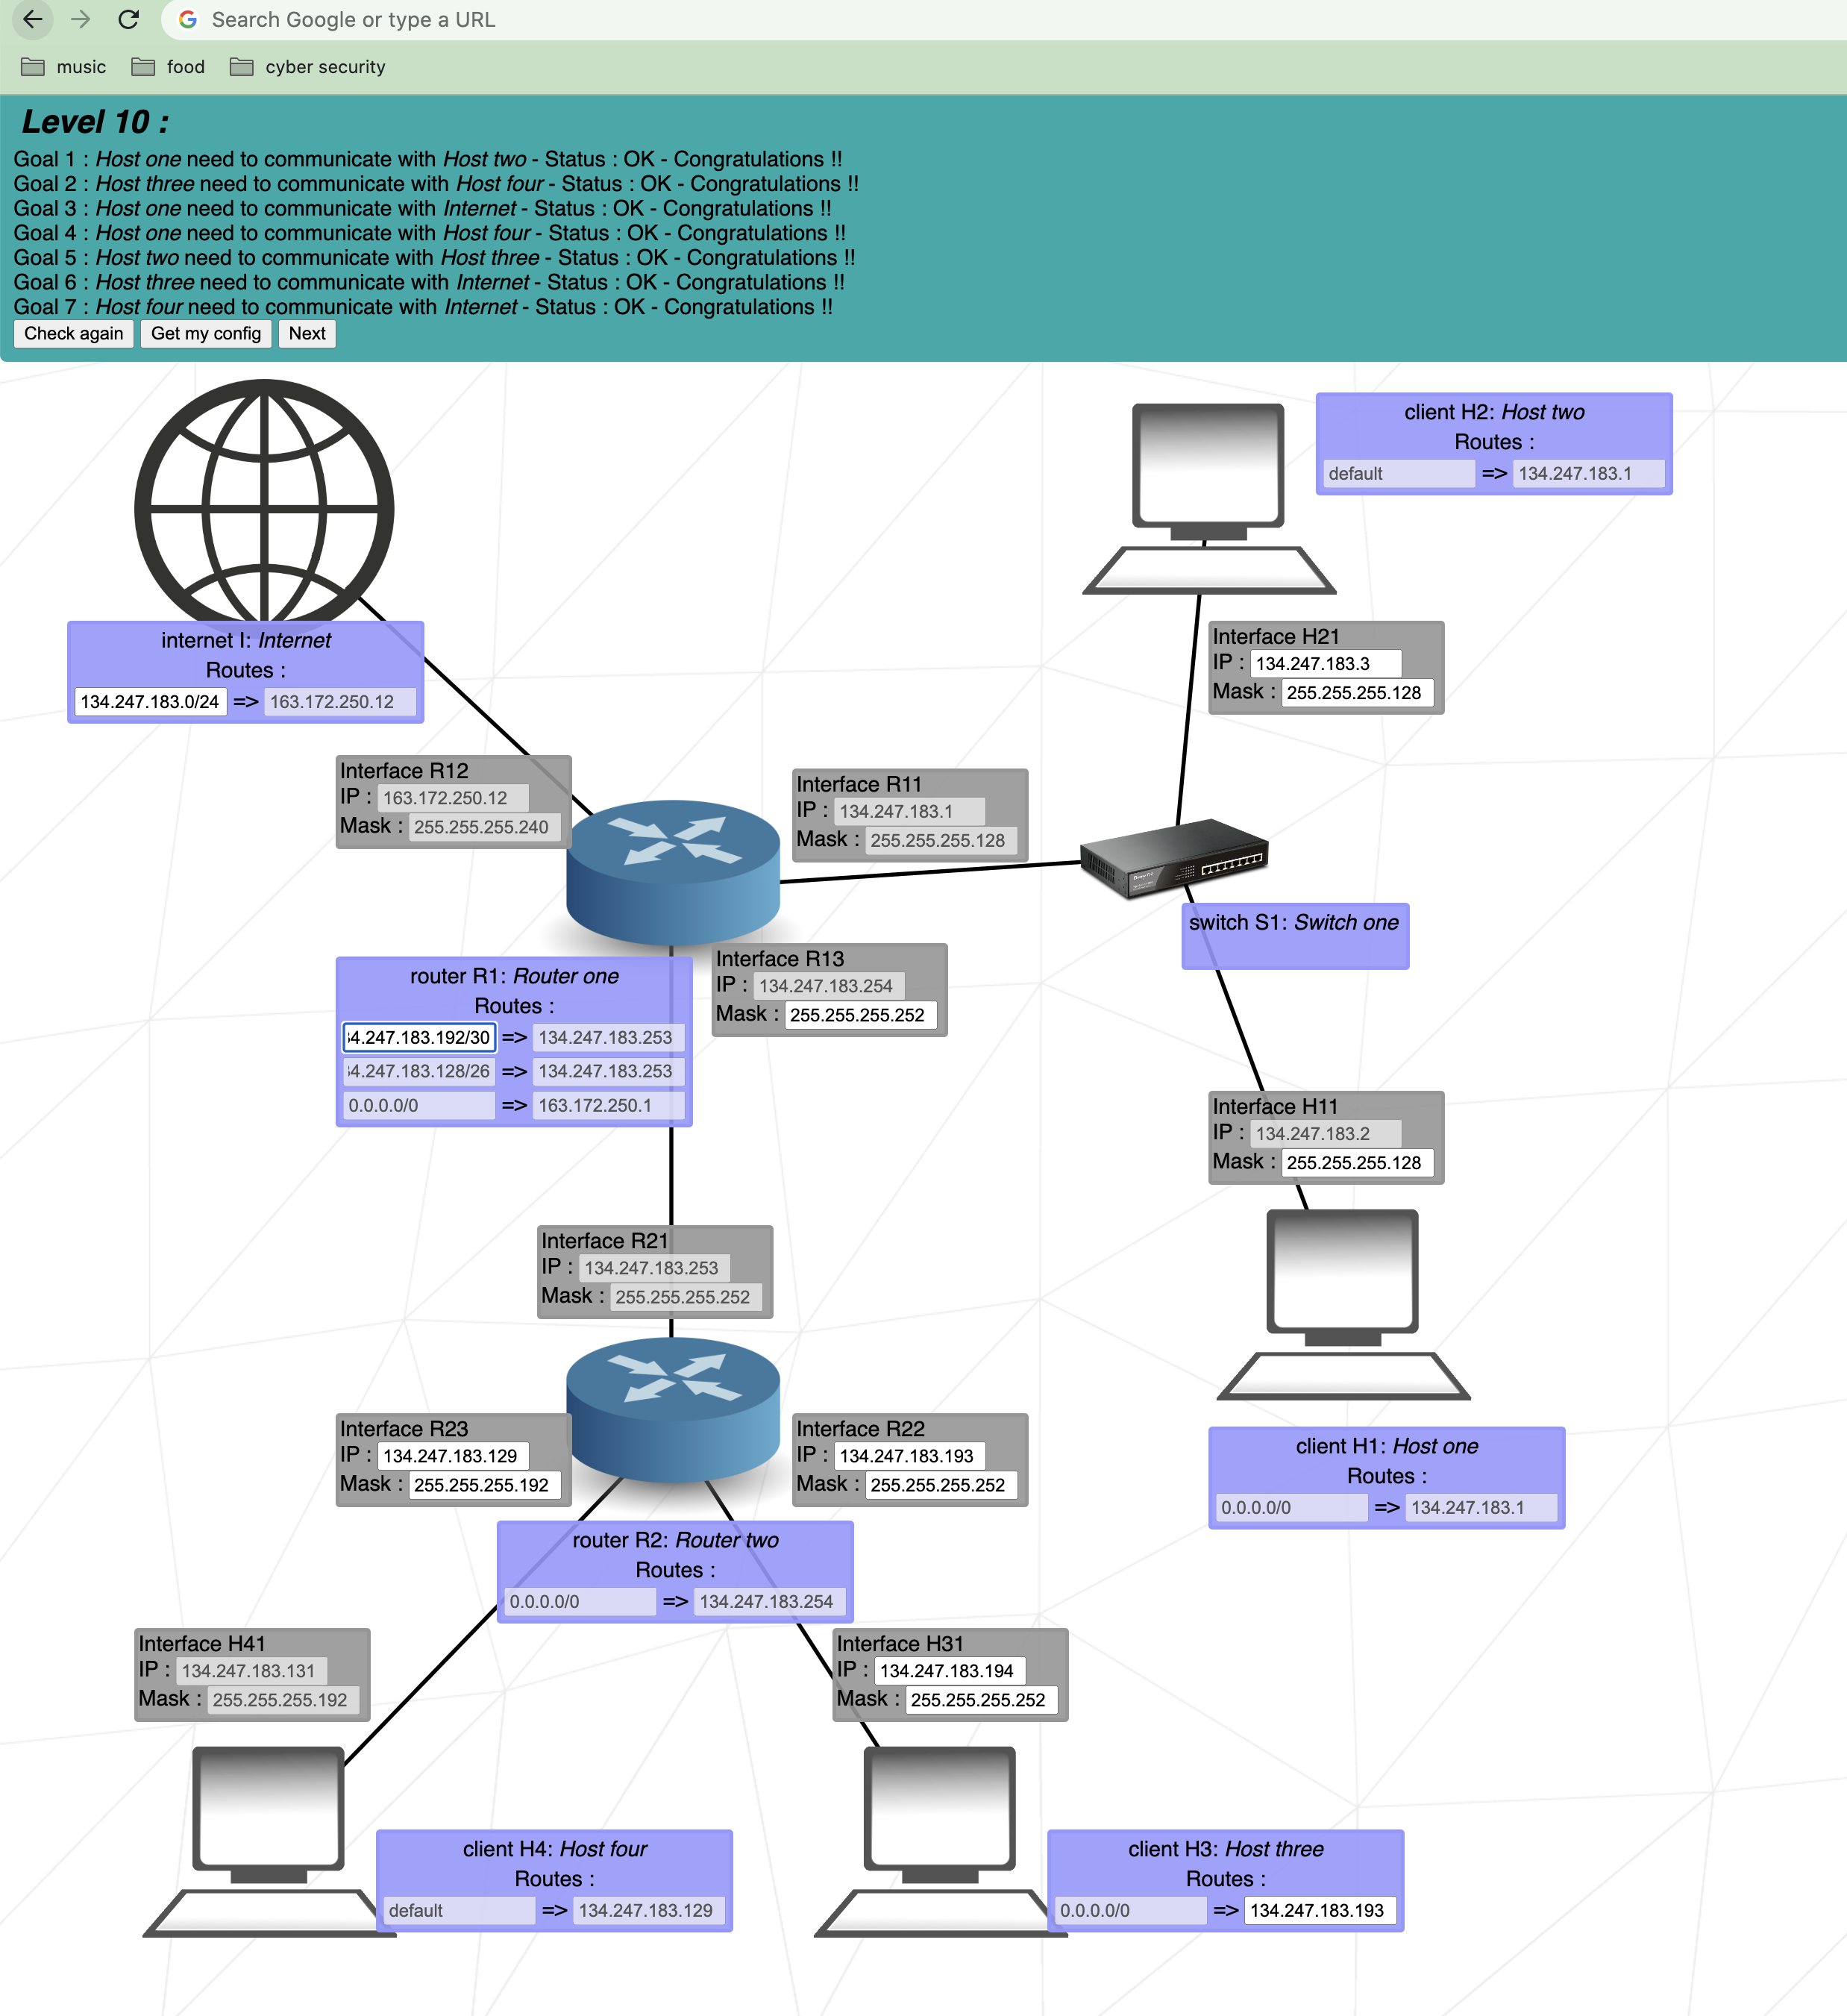 Search Google or type a URL
music food cyber security
Level 10 :
Goal 1 : Host one need to communicate with Host two - Status : OK - Congratulations !!
Goal 2 : Host three need to communicate with Host four - Status : OK - Congratulations !!
Goal 3 : Host one need to communicate with Internet - Status : OK - Congratulations !!
Goal 4 : Host one need to communicate with Host four - Status : OK - Congratulations !!
Goal 5 : Host two need to communicate with Host three - Status : OK - Congratulations !!
Goal 6 : Host three need to communicate with Internet - Status : OK - Congratulations !!
Goal 7 : Host four need to communicate with Internet - Status : OK - Congratulations !!
Check again Get my config Next
client H2: Host two
Routes :
default => 134.247.183.1
internet I: Internet
Routes :
134.247.183.0/24 => 163.172.250.12
Interface H21
IP : 134.247.183.3
Mask : 255.255.255.128
Interface R12
IP : 163.172.250.12
Mask : 255.255.255.240
Interface R11
IP : 134.247.183.1
Mask : 255.255.255.128
switch S1: Switch one
Interface R13
IP : 134.247.183.254
Mask : 255.255.255.252
router R1: Router one
Routes :
4.247.183.192/30 => 134.247.183.253
4.247.183.128/26 => 134.247.183.253
0.0.0.0/0 => 163.172.250.1
Interface H11
IP : 134.247.183.2
Mask : 255.255.255.128
Interface R21
IP : 134.247.183.253
Mask : 255.255.255.252
Interface R23
IP : 134.247.183.129
Mask : 255.255.255.192
Interface R22
IP : 134.247.183.193
Mask : 255.255.255.252
client H1: Host one
Routes :
0.0.0.0/0 => 134.247.183.1
router R2: Router two
Routes :
0.0.0.0/0 => 134.247.183.254
Interface H41
IP : 134.247.183.131
Mask : 255.255.255.192
Interface H31
IP : 134.247.183.194
Mask : 255.255.255.252
client H4: Host four
Routes :
default => 134.247.183.129
client H3: Host three
Routes :
0.0.0.0/0 => 134.247.183.193